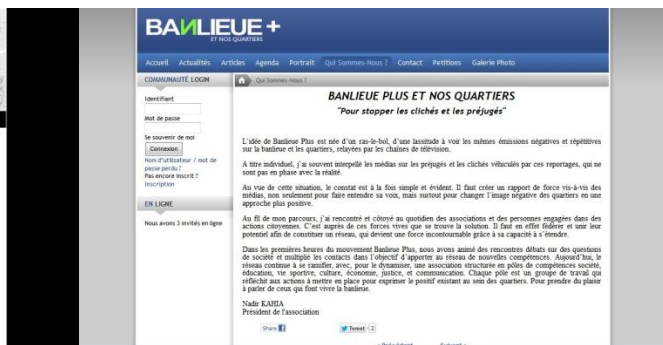 BANLIEUE +
ET NOS QUARTIERS
Accueil Actualités Articles Agenda Portrait Qui Sommes-Nous ? Contact Petitions Galerie Photo
COMMUNAUTÉ LOGIN
Identifiant
Mot de passe
Se souvenir de moi
Connexion
Nom d'utilisateur / mot de
passe perdu ?
Pas encore inscrit ?
Inscription
EN LIGNE
Nous avons 3 invités en ligne
Qui Sommes-Nous ?
BANLIEUE PLUS ET NOS QUARTIERS
"Pour stopper les clichés et les préjugés"
L'idée de Banlieue Plus est née d'un ras-le-bol, d'une lassitude à voir les mêmes émissions négatives et répétitives
sur la banlieue et les quartiers, relayées par les chaînes de télévision.
A titre individuel, j'ai souvent interpellé les médias sur les préjugés et les clichés véhiculés par ces reportages, qui ne
sont pas en phase avec la réalité.
Au vue de cette situation, le constat est à la fois simple et évident. Il faut créer un rapport de force vis-à-vis des
médias, non seulement pour faire entendre sa voix, mais surtout pour changer l'image négative des quartiers en une
approche plus positive.
Au fil de mon parcours, j'ai rencontré et côtoyé au quotidien des associations et des personnes engagées dans des
actions citoyennes. C'est auprès de ces forces vives que se trouve la solution. Il faut en effet fédérer et unir leur
potentiel afin de constituer un réseau, qui devient une force incontournable grâce à sa capacité à s'étendre.
Dans les premières heures du mouvement Banlieue Plus, nous avons animé des rencontres débats sur des questions
de société et multiplié les contacts dans l'objectif d'apporter au réseau de nouvelles compétences. Aujourd'hui, le
réseau continue à se ramifier, avec, pour le dynamiser, une association structurée en pôles de compétences société,
éducation, vie sportive, culture, économie, justice, et communication. Chaque pôle est un groupe de travail qui
réfléchit aux actions à mettre en place pour exprimer le positif existant au sein des quartiers. Pour prendre du plaisir
à parler de ceux qui font vivre la banlieue.
Nadir KAHIA
Président de l'association
Share Tweet 2